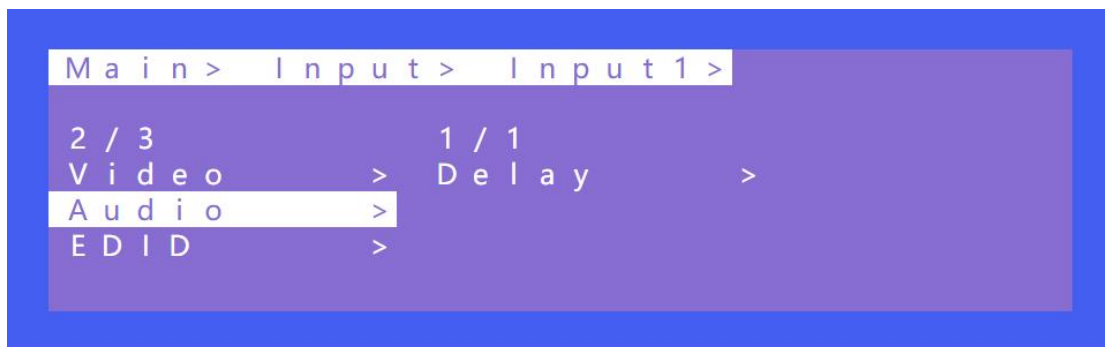 Main> Input> Input1>
2/3 1/1
Video > Delay >
Audio >
EDID >